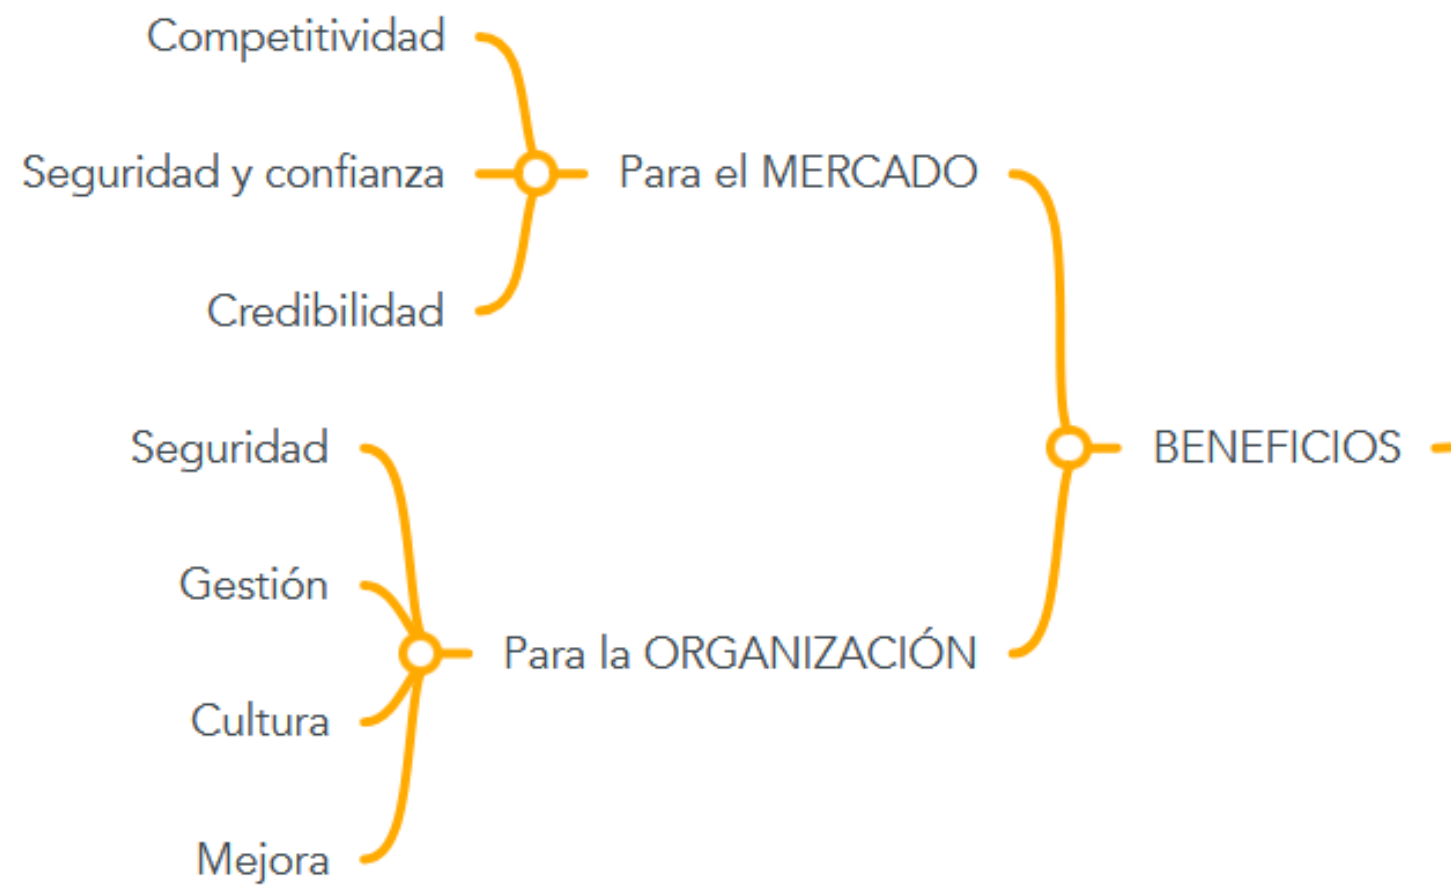 Competitividad
Seguridad y confianza
Para el MERCADO
Credibilidad
Seguridad
BENEFICIOS
Gestión
Para la ORGANIZACIÓN
Cultura
Mejora